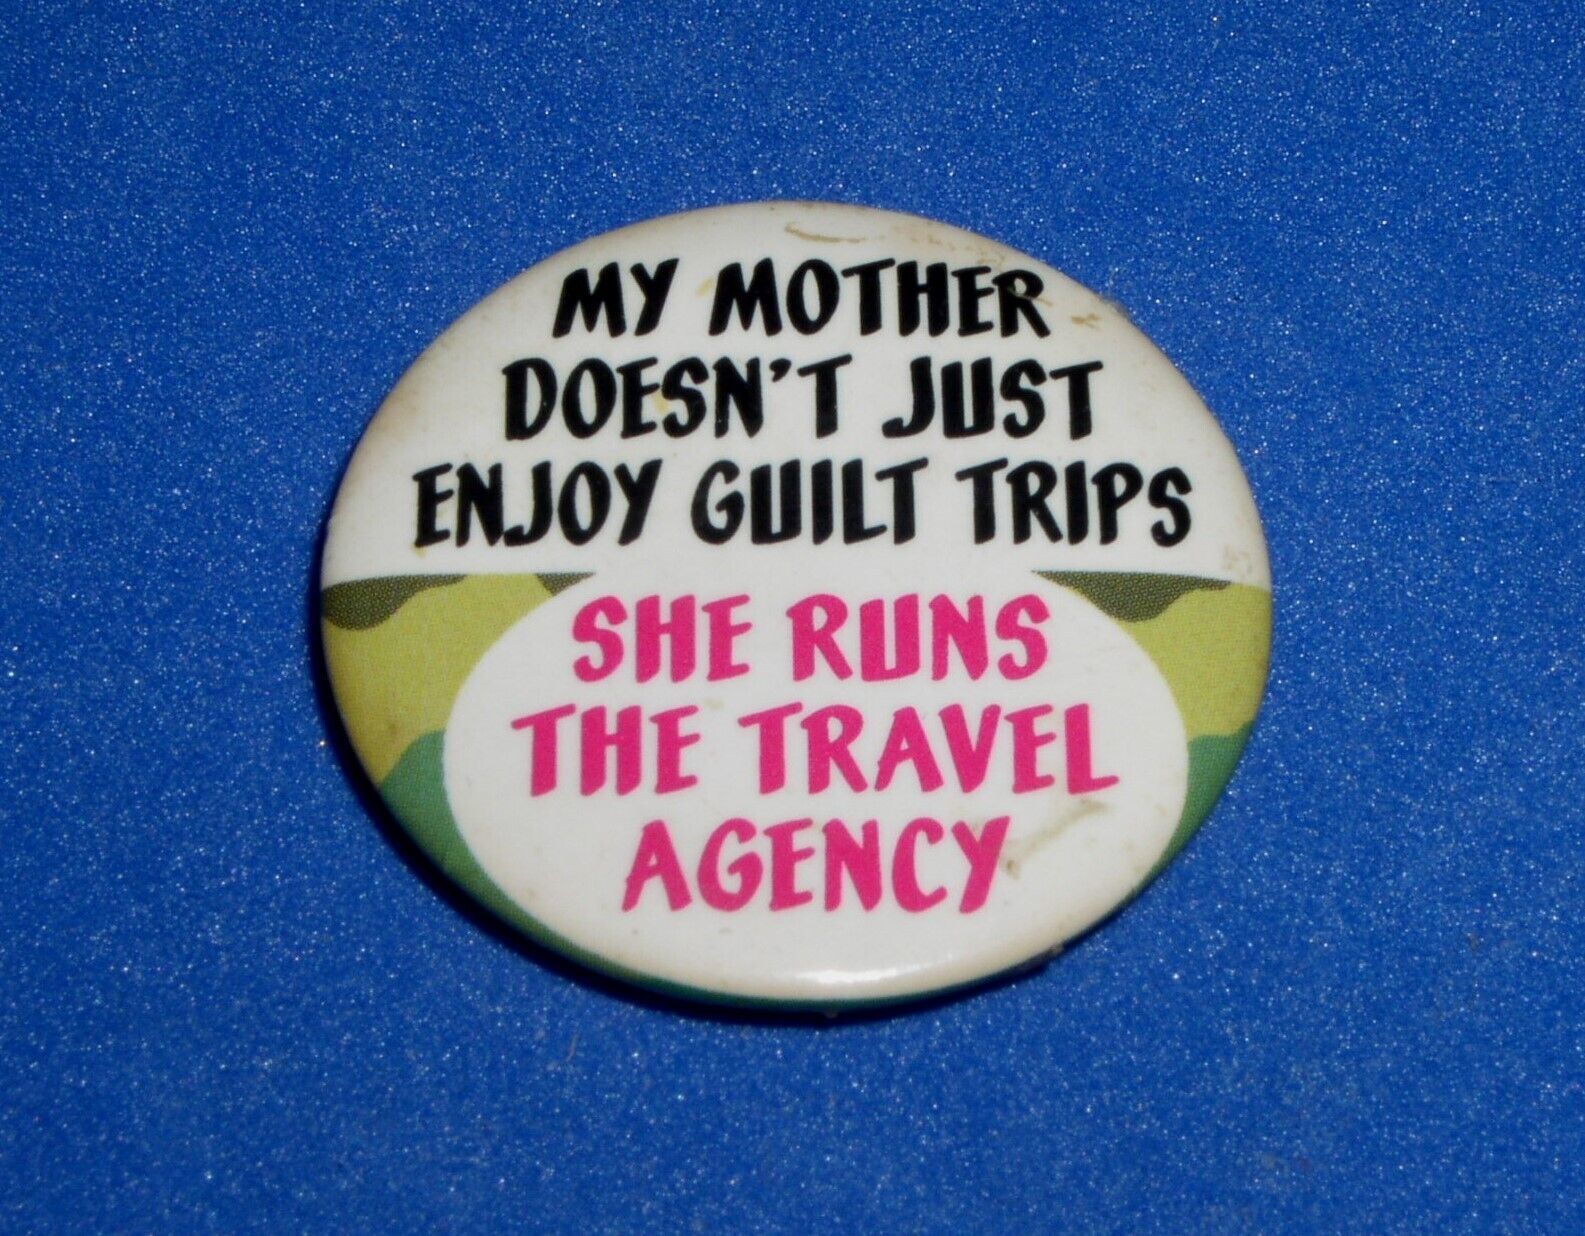 MY MOTHER
DOESN'T JUST
ENJOY GUILT TRIPS
SHE RUNS
THE TRAVEL
AGENCY